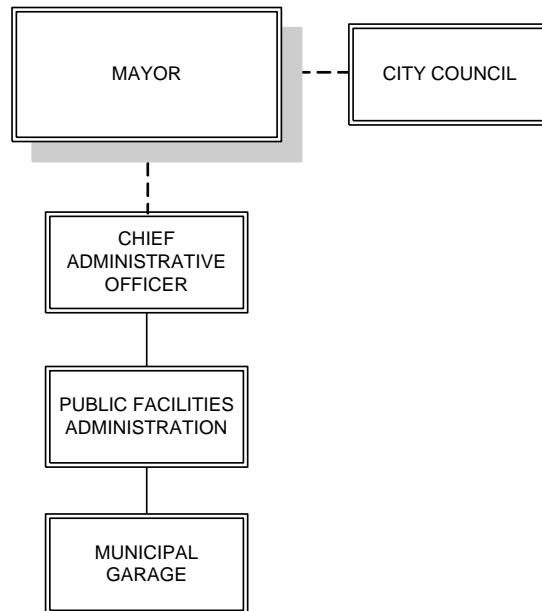 MAYOR
CITY COUNCIL
CHIEF
ADMINISTRATIVE
OFFICER
PUBLIC FACILITIES
ADMINISTRATION
MUNICIPAL
GARAGE